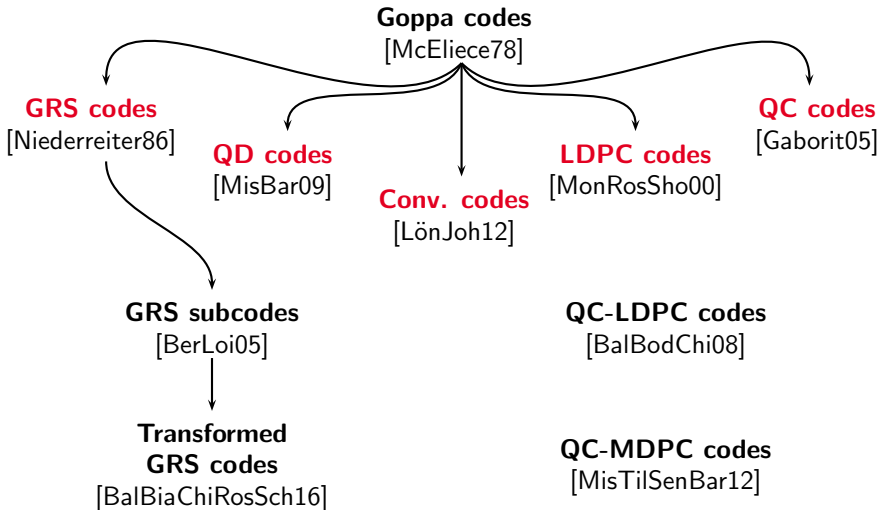 Goppa codes
[McEliece78]
GRS codes
[Niederreiter86]
QD codes
[MisBar09]
Conv. codes
[LönJoh12]
LDPC codes
[MonRosSho00]
QC codes
[Gaborit05]
GRS subcodes
[BerLoi05]
QC-LDPC codes
[BalBodChi08]
Transformed
GRS codes
[BalBiaChiRosSch16]
QC-MDPC codes
[MisTilSenBar12]